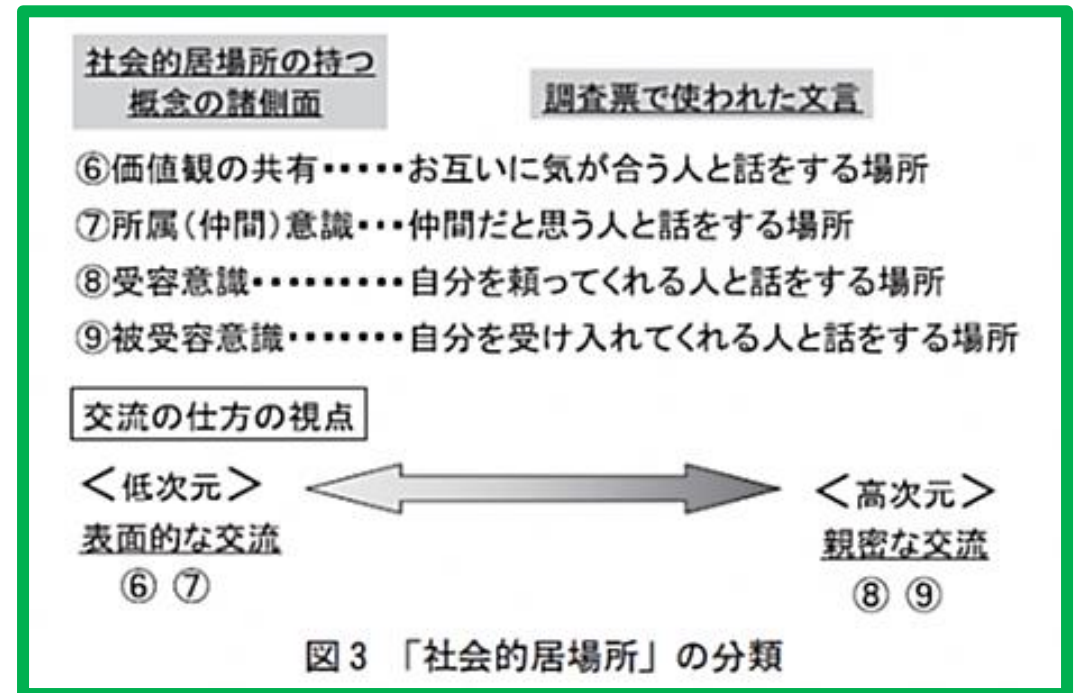 社会的居場所の持つ
概念の諸側面
調査票で使われた文言
⑥価値観の共有･････お互いに気が合う人と話をする場所
⑦所属(仲間)意識･･･仲間だと思う人と話をする場所
⑧受容意識･････････自分を頼ってくれる人と話をする場所
⑨被受容意識･･･････自分を受け入れてくれる人と話をする場所
交流の仕方の視点
＜低次元＞
表面的な交流
⑥ ⑦
＜高次元＞
親密な交流
⑧ ⑨
図3 「社会的居場所」の分類